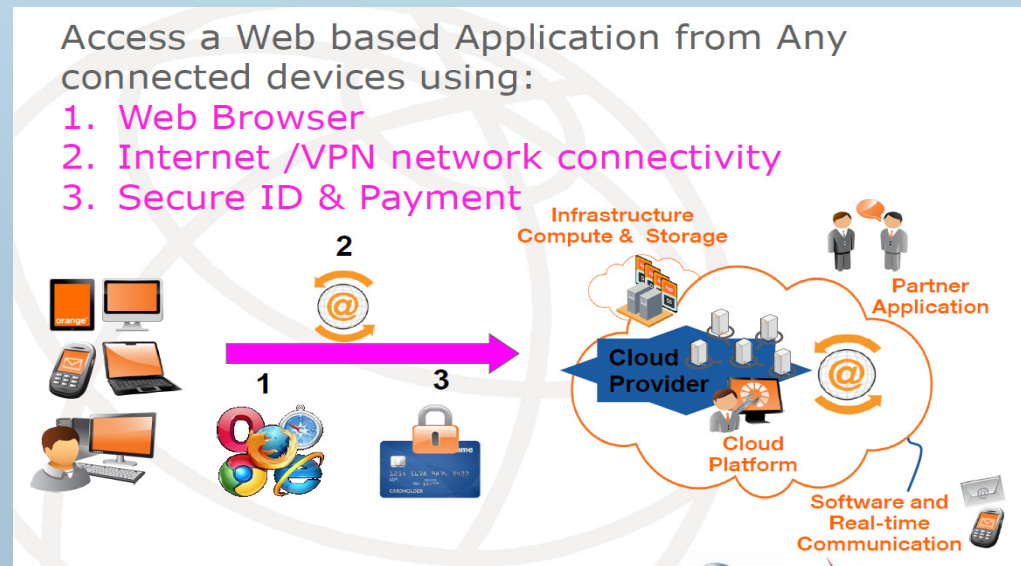 Access a Web based Application from Any
connected devices using:
1. Web Browser
2. Internet /VPN network connectivity
3. Secure ID & Payment
Infrastructure
Compute & Storage
2
Partner
Application
orange
@
1
3
Cloud
Provider
@
Cloud
Platform
CARDHOLDER
Software and
Real-time
Communication